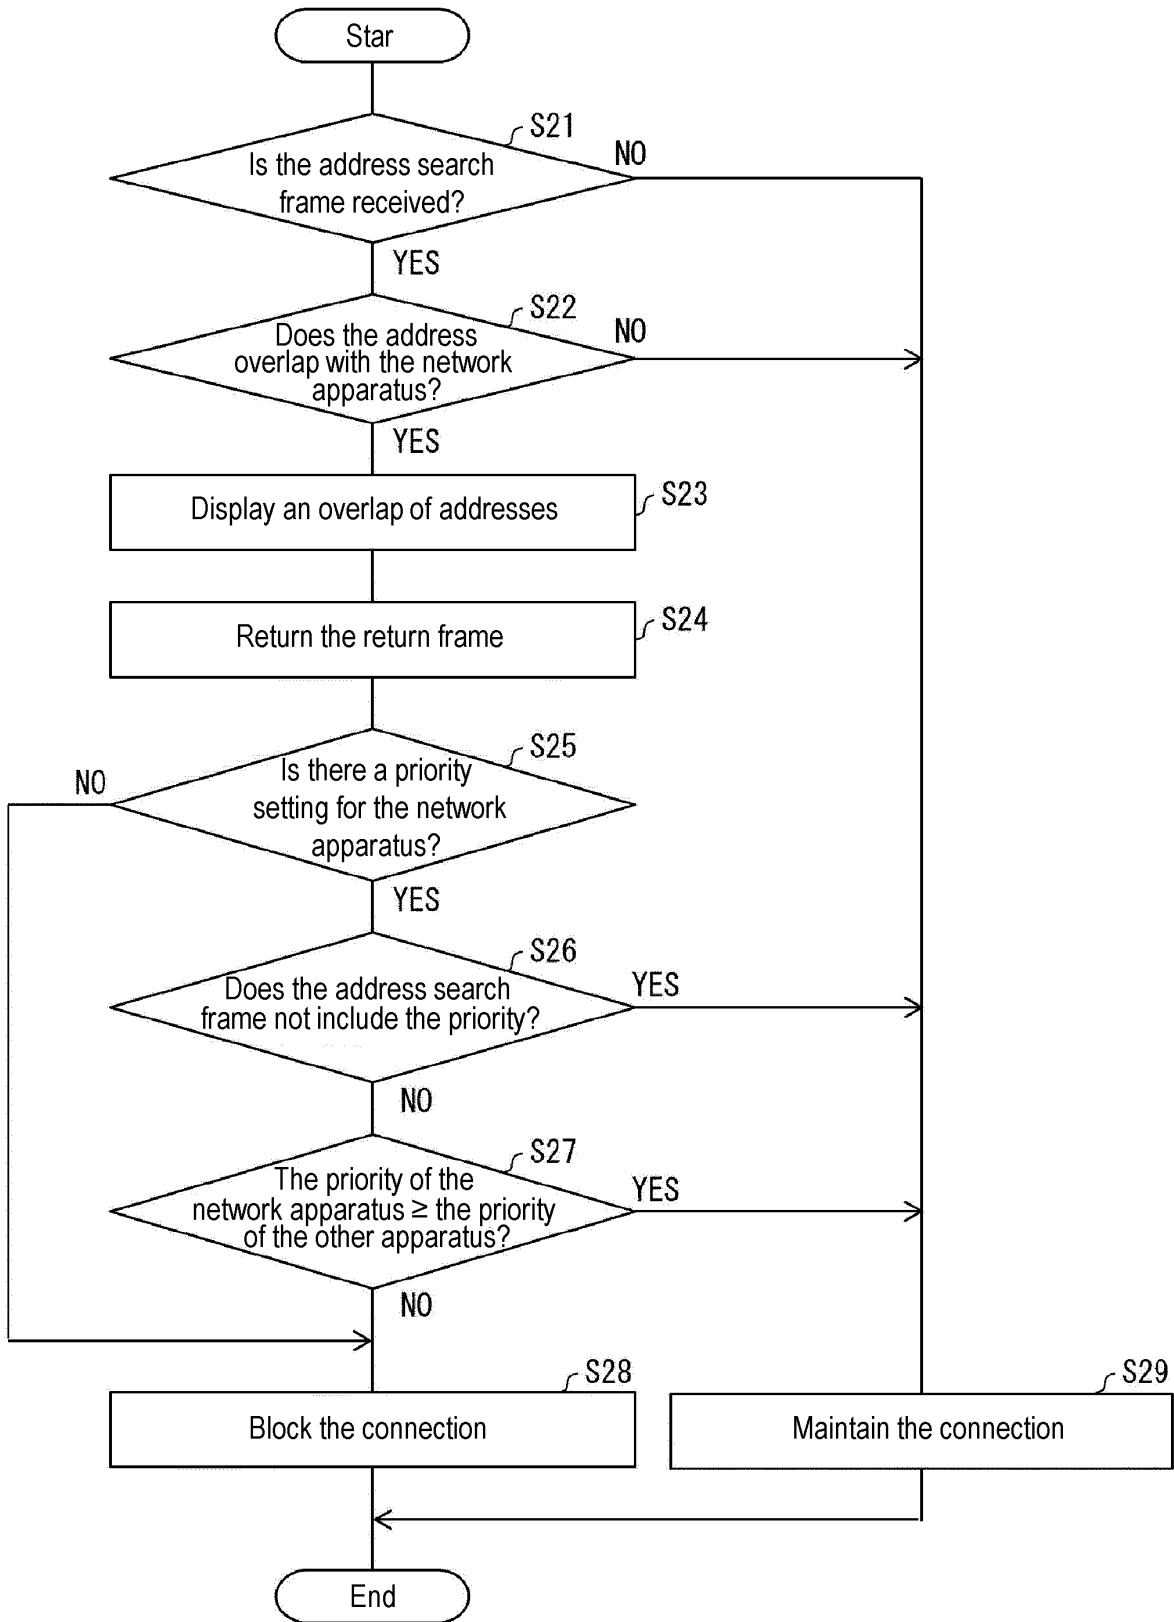 Star
S21
NO
Is the address search
frame received?
YES
S22
NO
Does the address
overlap with the network
apparatus?
YES
S23
Display an overlap of addresses
S24
Return the return frame
S25
NO
Is there a priority
setting for the network
apparatus?
YES
S26
YES
Does the address search
frame not include the priority?
NO
S27
YES
The priority of the
network apparatus ≥ the priority
of the other apparatus?
NO
S28
Block the connection
S29
Maintain the connection
End